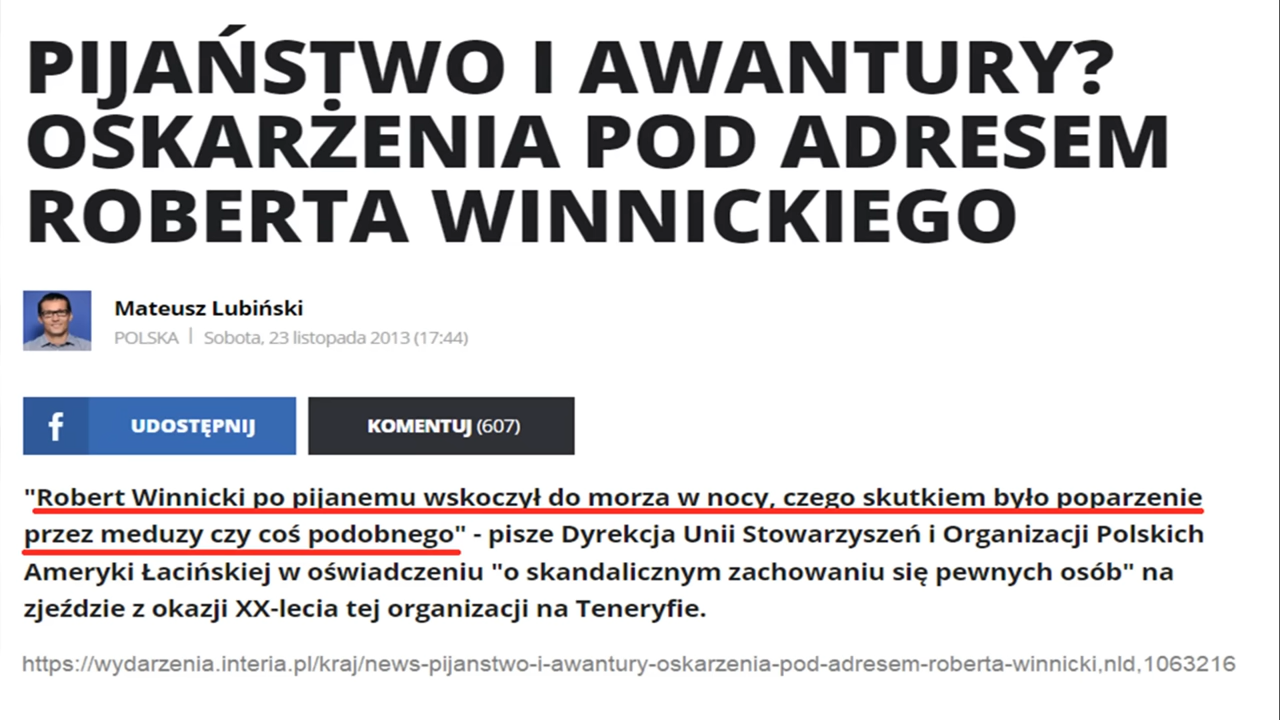 PIJAŃSTWO I AWANTURY?
OSKARŻENIA POD ADRESEM
ROBERTA WINNICKIEGO
Mateusz Lubiński
POLSKA | Sobota, 23 listopada 2013 (17:44)
f UDOSTĘPNIJ KOMENTUJ (607)
"Robert Winnicki po pijanemu wskoczył do morza w nocy, czego skutkiem było poparzenie
przez meduzy czy coś podobnego" - pisze Dyrekcja Unii Stowarzyszeń i Organizacji Polskich
Ameryki Łacińskiej w oświadczeniu "o skandalicznym zachowaniu się pewnych osób" na
zjeździe z okazji XX-lecia tej organizacji na Teneryfie.
https://wydarzenia.interia.pl/kraj/news-pijanstwo-i-awantury-oskarzenia-pod-adresem-roberta-winnicki,nld,1063216